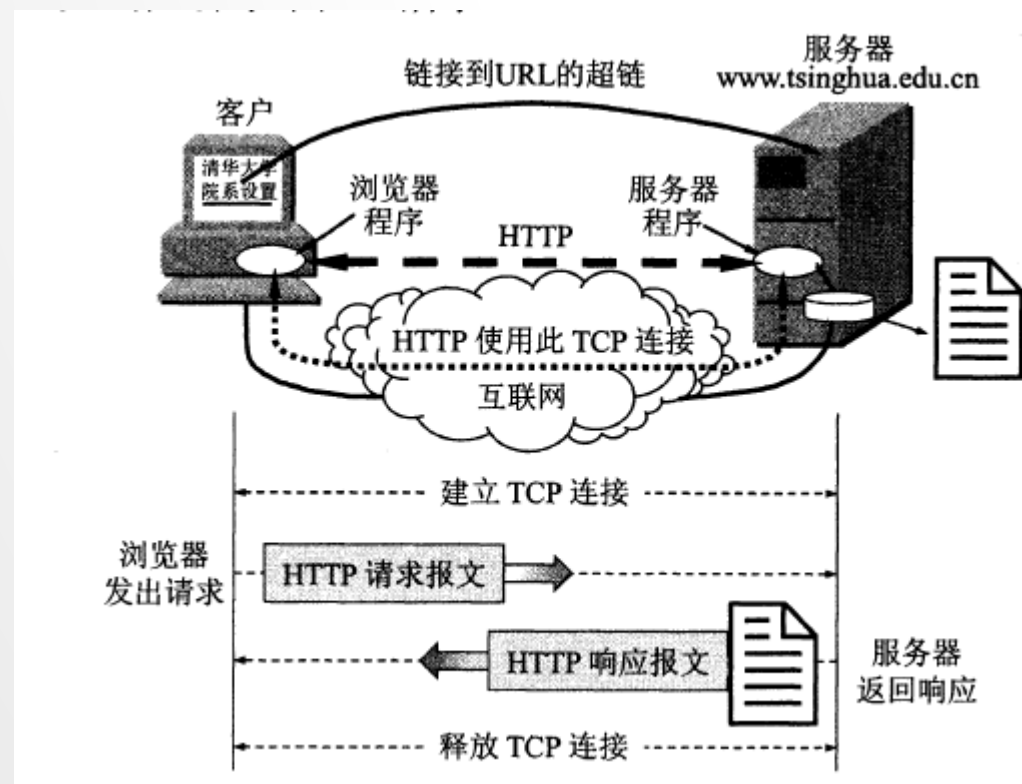 服务器
www.tsinghua.edu.cn
链接到URL的超链
客户
清华大学
院系设置
浏览器
程序
服务器
程序
HTTP
HTTP 使用此 TCP 连接
互联网
建立 TCP 连接
浏览器
发出请求
HTTP 请求报文
HTTP 响应报文
服务器
返回响应
释放 TCP 连接